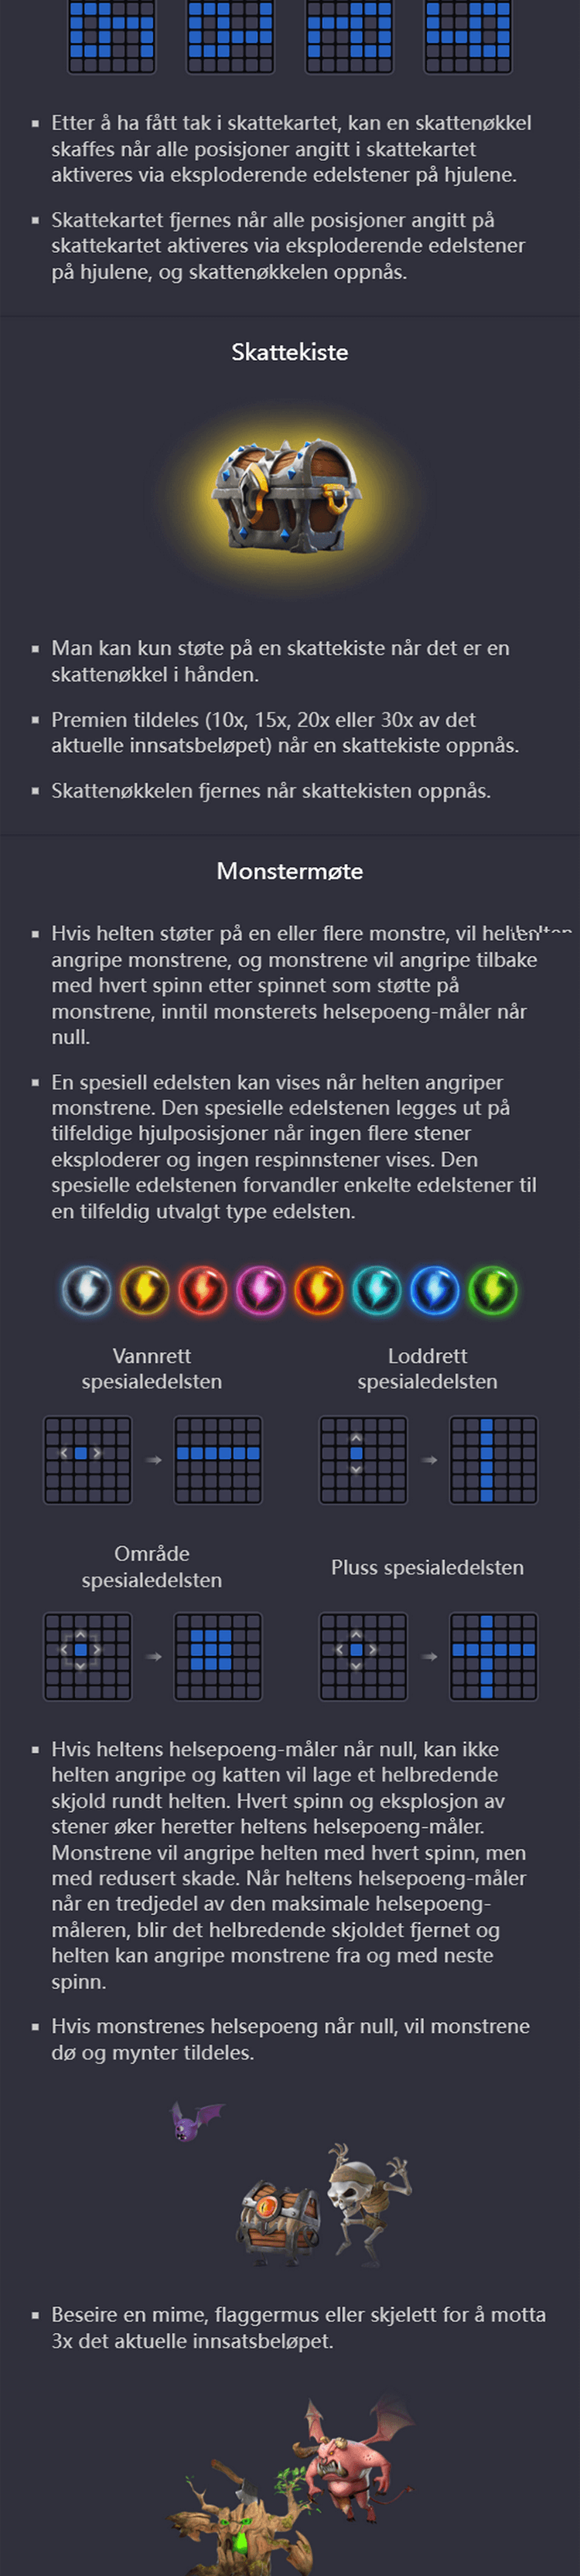 Etter å ha fått tak i skattekartet, kan en skattenøkkel
skaffes når alle posisjoner angitt i skattekartet
aktiveres via eksploderende edelstener på hjulene.
Skattekartet fjernes når alle posisjoner angitt på
skattekartet aktiveres via eksploderende edelstener
på hjulene, og skattenøkkelen oppnås.
Skattekiste
Man kan kun støte på en skattekiste når det er en
skattenøkkel i hånden.
Premien tildeles (10x, 15x, 20x eller 30x av det
aktuelle innsatsbeløpet) når en skattekiste oppnås.
Skattenøkkelen fjernes når skattekisten oppnås.
Monstermøte
Hvis helten støter på en eller flere monstre, vil helten
angripe monstrene, og monstrene vil angripe tilbake
med hvert spinn etter spinnet som støtte på
monstrene, inntil monsterets helsepoeng-måler når
null.
En spesiell edelsten kan vises når helten angriper
monstrene. Den spesielle edelstenen legges ut på
tilfeldige hjulposisjoner når ingen flere stener
eksploderer og ingen respinnstener vises. Den
spesielle edelstenen forvandler enkelte edelstener til
en tilfeldig utvalgt type edelsten.
Vannrett
spesialedelsten
Loddrett
spesialedelsten
Område
spesialedelsten
Pluss spesialedelsten
Hvis heltens helsepoeng-måler når null, kan ikke
helten angripe og katten vil lage et helbredende
skjold rundt helten. Hvert spinn og eksplosjon av
stener øker heretter heltens helsepoeng-måler.
Monstrene vil angripe helten med hvert spinn, men
med redusert skade. Når heltens helsepoeng-måler
når en tredjedel av den maksimale helsepoeng-
måleren, blir det helbredende skjoldet fjernet og
helten kan angripe monstrene fra og med neste
spinn.
Hvis monstrenes helsepoeng når null, vil monstrene
dø og mynter tildeles.
Beseire en mime, flaggermus eller skjelett for å motta
3x det aktuelle innsatsbeløpet.